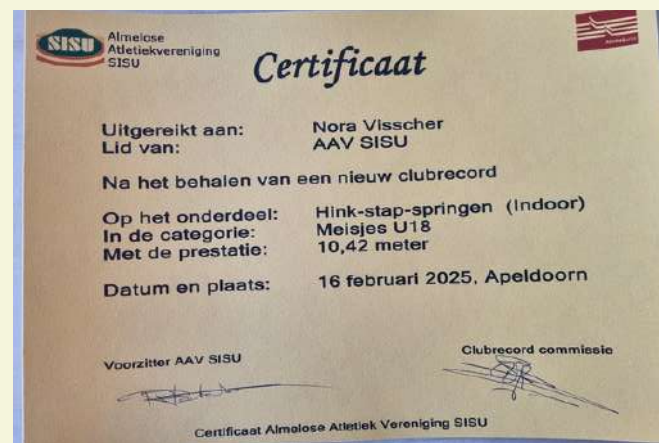 SISU
Almelose
Atletiekvereniging
SISU
Certificaat
Uitgereikt aan: Nora Visscher
Lid van: AAV SISU
Na het behalen van een nieuw clubrecord
Op het onderdeel: Hink-stap-springen (Indoor)
In de categorie: Meisjes U18
Met de prestatie: 10,42 meter
Datum en plaats: 16 februari 2025, Apeldoorn
Voorzitter AAV SISU
Clubrecord commissie
Certificaat Almelose Atletiek Vereniging SISU